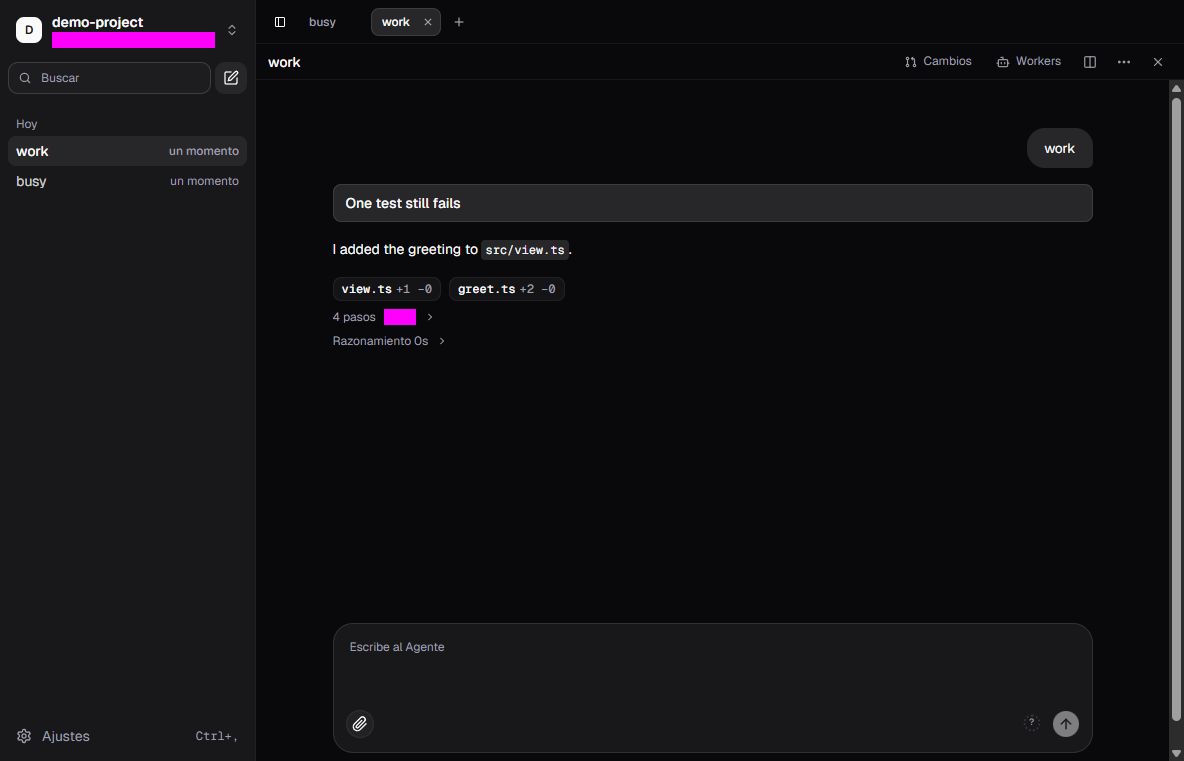 D
demo-project
Buscar
Hoy
work un momento
busy un momento
Ajustes Ctrl+,
busy work
work
Cambios Workers
work
One test still fails
I added the greeting to src/view.ts.
view.ts +1 −0 greet.ts +2 −0
4 pasos
Razonamiento 0s
Escribe al Agente
?